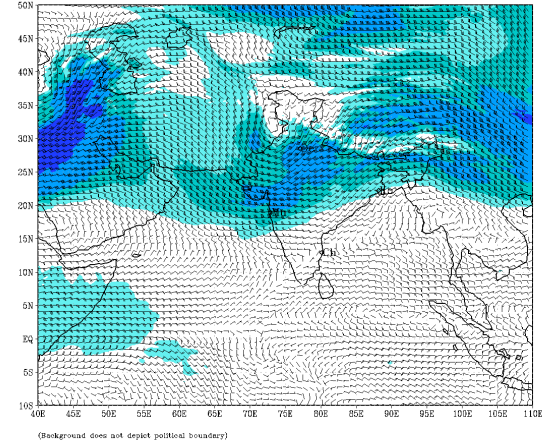 50N
45N
40N
35N
30N
25N
20N
15N
10N
5N
EQ
5S
10S
40E 45E 50E 55E 60E 65E 70E 75E 80E 85E 90E 95E 100E 105E 110E
Ch
(Background does not depict political boundary)